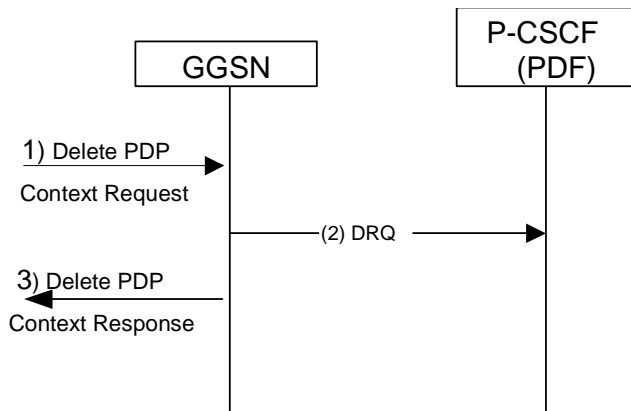 GGSN
P-CSCF
(PDF)
1) Delete PDP
Context Request
(2) DRQ
3) Delete PDP
Context Response